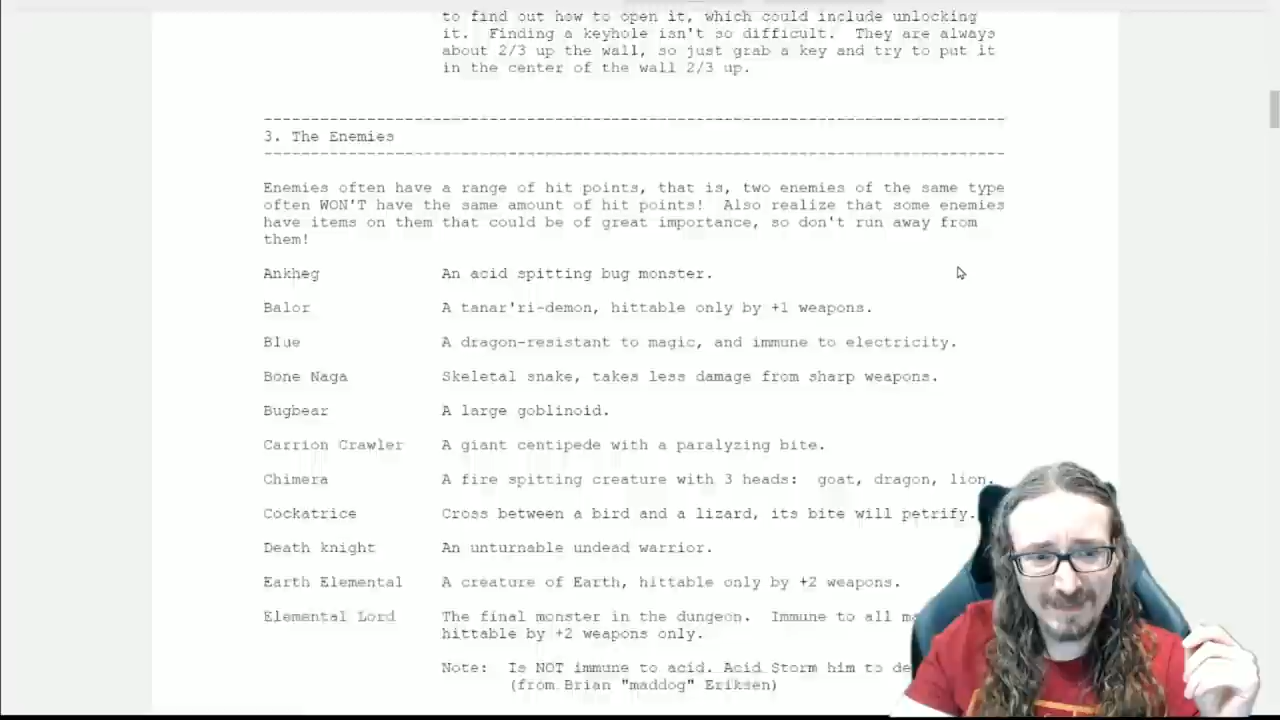 to find out how to open it, which could include unlocking
it.  Finding a keyhole isn't so difficult.  They are always
about 2/3 up the wall, so just grab a key and try to put it
in the center of the wall 2/3 up.
3. The Enemies
Enemies often have a range of hit points, that is, two enemies of the same type
often WON'T have the same amount of hit points!  Also realize that some enemies
have items on them that could be of great importance, so don't run away from
them!
Ankheg An acid spitting bug monster.
Balor A tanar'ri-demon, hittable only by +1 weapons.
Blue A dragon-resistant to magic, and immune to electricity.
Bone Naga Skeletal snake, takes less damage from sharp weapons.
Bugbear A large goblinoid.
Carrion Crawler A giant centipede with a paralyzing bite.
Chimera A fire spitting creature with 3 heads:  goat, dragon, lion.
Cockatrice Cross between a bird and a lizard, its bite will petrify.
Death knight An unturnable undead warrior.
Earth Elemental A creature of Earth, hittable only by +2 weapons.
Elemental Lord The final monster in the dungeon.  Immune to all
hittable by +2 weapons only.
Note:  Is NOT immune to acid. Acid Storm him to
(from Brian "maddog" Eriksen)